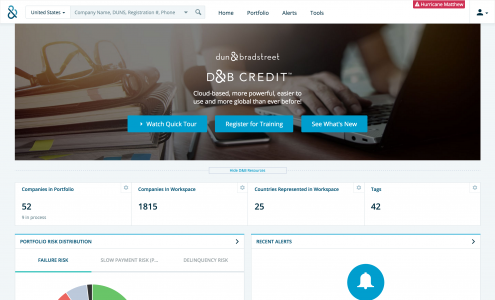 Hurricane Matthew
United States
Company Name, DUNS, Registration #, Phone
Home
Portfolio
Alerts
Tools
dun & bradstreet
D&B CREDIT™
Cloud-based, more powerful, easier to
use and more global than ever before!
Watch Quick Tour
Register for Training
See What's New
Hide D&B Resources
Companies in Portfolio
52
4 in process
Companies in Workspace
1815
Countries Represented in Workspace
25
Tags
42
PORTFOLIO RISK DISTRIBUTION
FAILURE RISK
SLOW PAYMENT RISK (P...
DELINQUENCY RISK
RECENT ALERTS